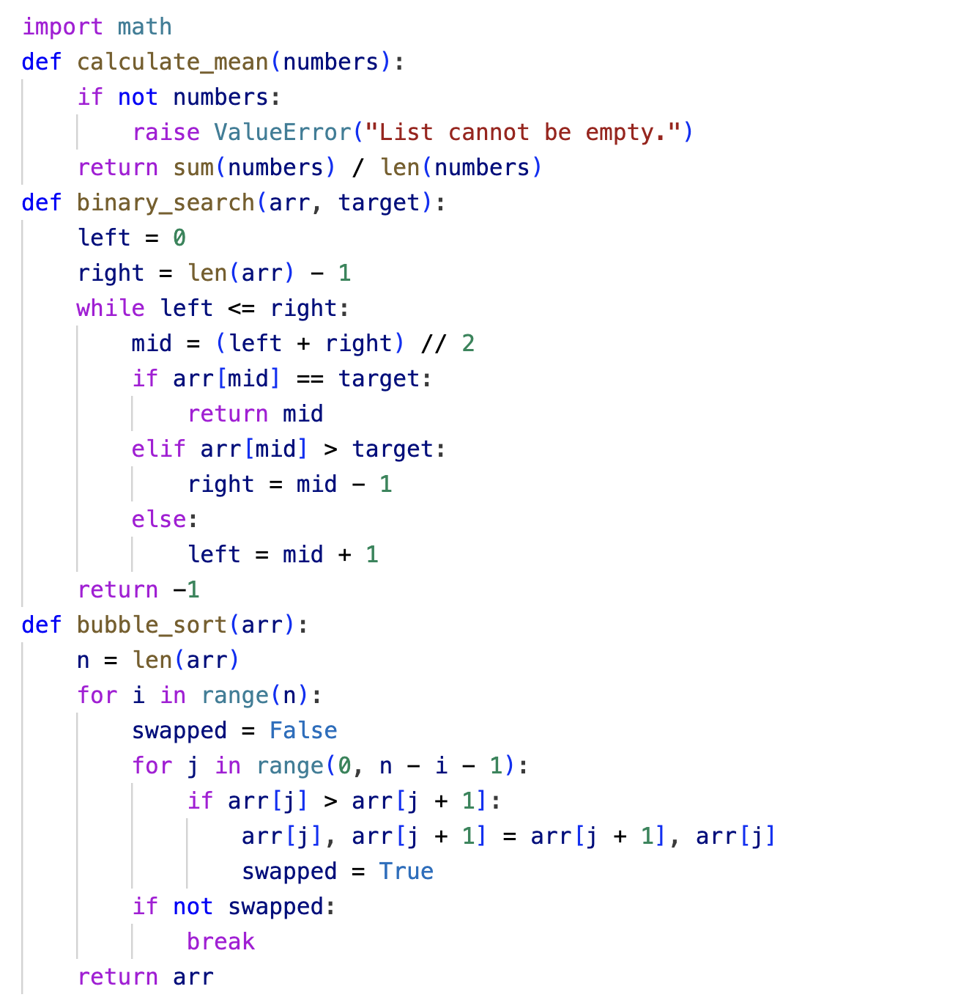 import math
def calculate_mean(numbers):
    if not numbers:
        raise ValueError("List cannot be empty.")
    return sum(numbers) / len(numbers)
def binary_search(arr, target):
    left = 0
    right = len(arr) - 1
    while left <= right:
        mid = (left + right) // 2
        if arr[mid] == target:
            return mid
        elif arr[mid] > target:
            right = mid - 1
        else:
            left = mid + 1
    return -1
def bubble_sort(arr):
    n = len(arr)
    for i in range(n):
        swapped = False
        for j in range(0, n - i - 1):
            if arr[j] > arr[j + 1]:
                arr[j], arr[j + 1] = arr[j + 1], arr[j]
                swapped = True
        if not swapped:
            break
    return arr